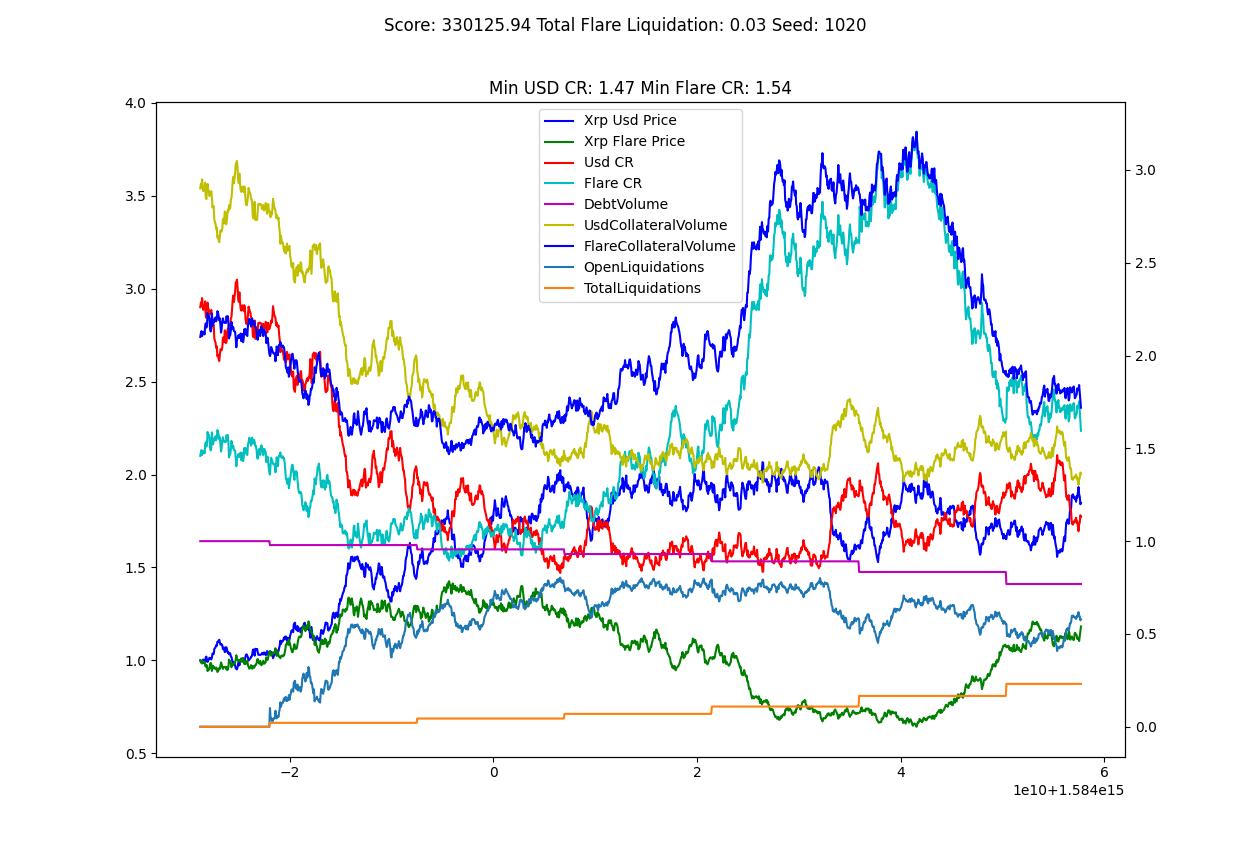 Score: 330125.94 Total Flare Liquidation: 0.03 Seed: 1020
Min USD CR: 1.47 Min Flare CR: 1.54
4.0
3.5
3.0
2.5
2.0
1.5
1.0
0.5
Xrp Usd Price
Xrp Flare Price
Usd CR
Flare CR
DebtVolume
UsdCollateralVolume
FlareCollateralVolume
OpenLiquidations
TotalLiquidations
3.0
2.5
2.0
1.5
1.0
0.5
0.0
−2 0 2 4 6
1e10+1.584e15